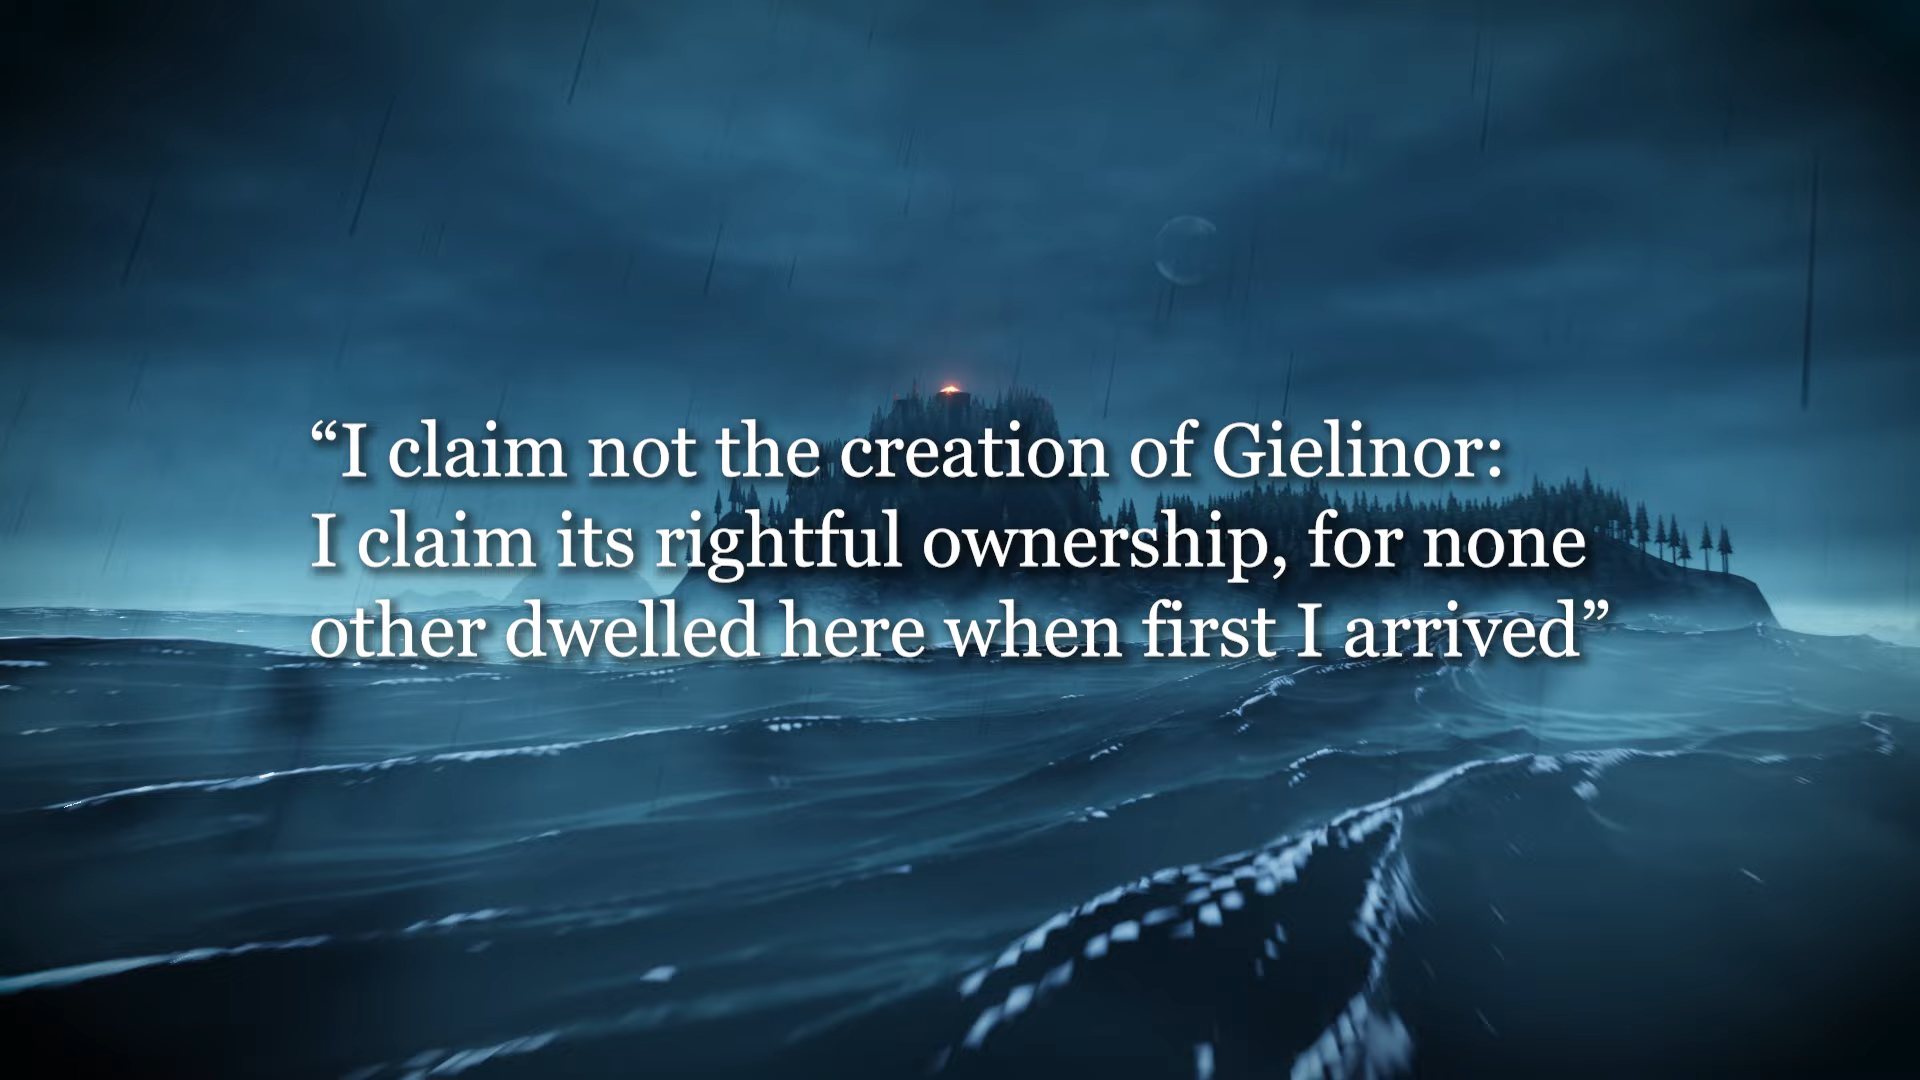 “I claim not the creation of Gielinor:
I claim its rightful ownership, for none
other dwelled here when first I arrived”